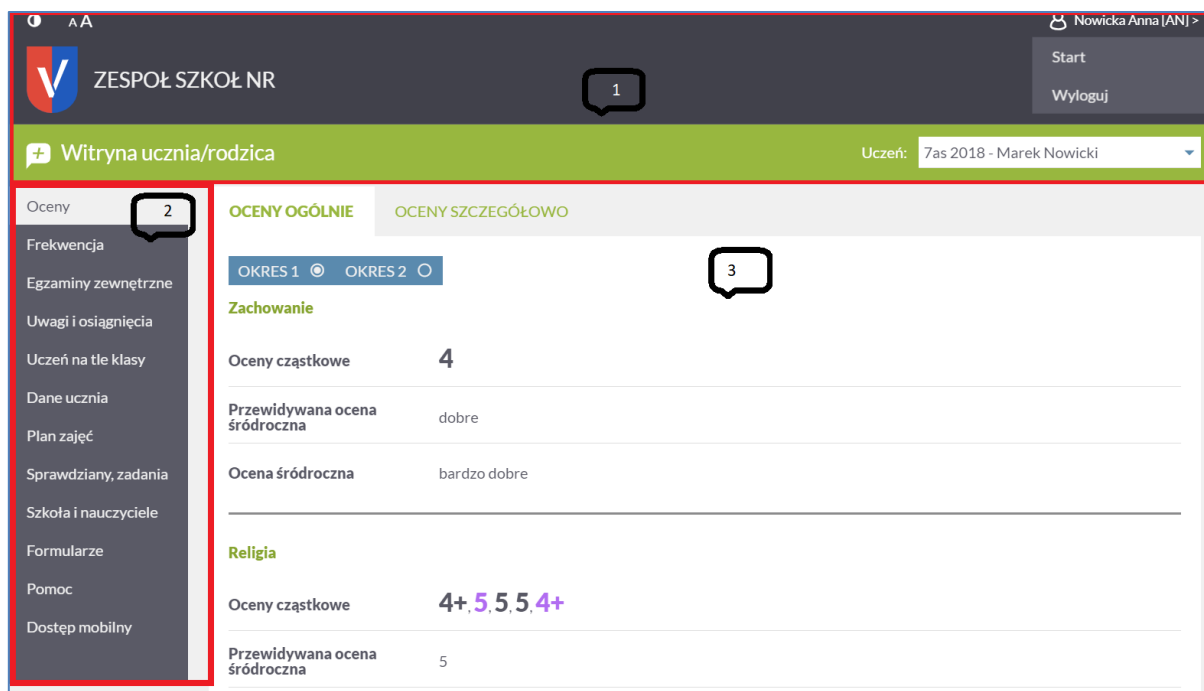 A A
Nowicka Anna [AN] >
Start
V
ZESPOŁ SZKOŁ NR
1
Wyloguj
Witryna ucznia/rodzica
Uczeń:
7as 2018 - Marek Nowicki
Oceny
2
Frekwencja
Egzaminy zewnętrzne
Uwagi i osiągnięcia
Uczeń na tle klasy
Dane ucznia
Plan zajęć
Sprawdziany, zadania
Szkoła i nauczyciele
Formularze
Pomoc
Dostęp mobilny
OCENY OGÓLNIE
OCENY SZCZEGÓŁOWO
OKRES 1
OKRES 2
3
Zachowanie
Oceny cząstkowe
4
Przewidywana ocena
śródroczna
dobre
Ocena śródroczna
bardzo dobre
Religia
Oceny cząstkowe
4+, 5, 5, 5, 4+
Przewidywana ocena
śródroczna
5